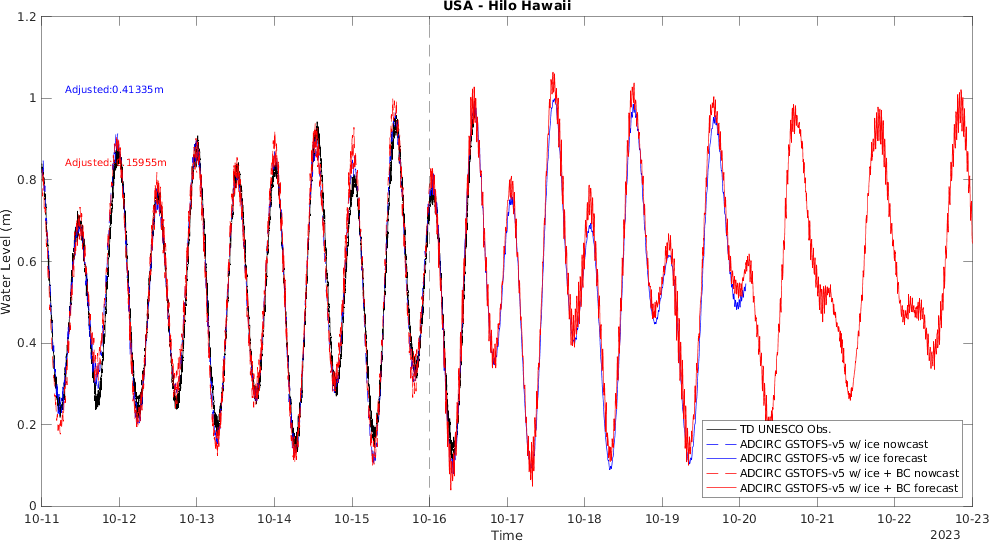 USA - Hilo Hawaii
1.2
1
0.8
0.6
0.4
0.2
0
Water Level (m)
Adjusted:0.41335m
10-11
10-12
10-13
10-14
10-15
10-16
10-17
10-18
10-19
10-20
10-21
10-22
10-23
Time
2023
TD UNESCO Obs.
ADCIRC GSTOFS-v5 w/ ice nowcast
ADCIRC GSTOFS-v5 w/ ice forecast
ADCIRC GSTOFS-v5 w/ ice + BC nowcast
ADCIRC GSTOFS-v5 w/ ice + BC forecast